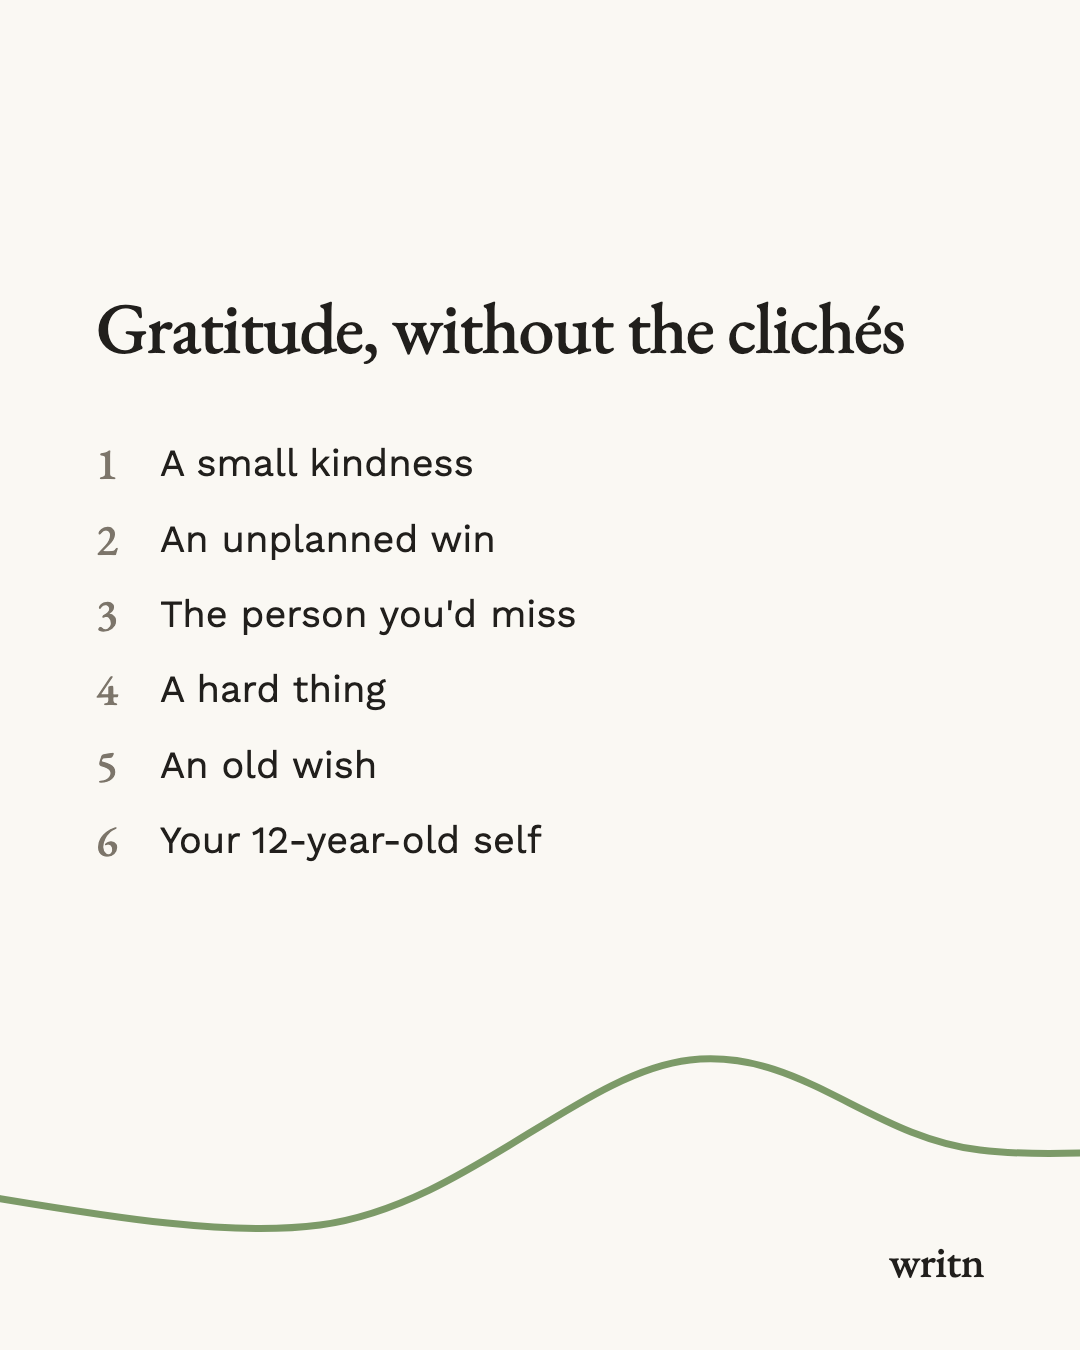 Gratitude, without the clichés
1 A small kindness
2 An unplanned win
3 The person you'd miss
4 A hard thing
5 An old wish
6 Your 12-year-old self
writn